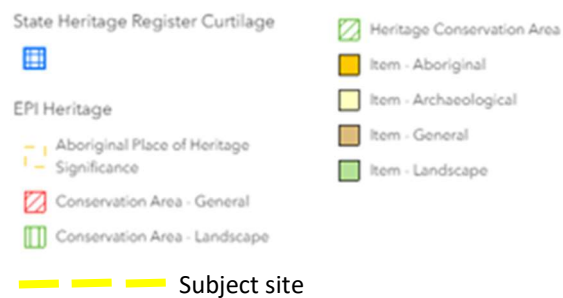 State Heritage Register Curtilage
EPI Heritage
Aboriginal Place of Heritage
Significance
Conservation Area - General
Conservation Area - Landscape
Heritage Conservation Area
Item - Aboriginal
Item - Archaeological
Item - General
Item - Landscape
Subject site